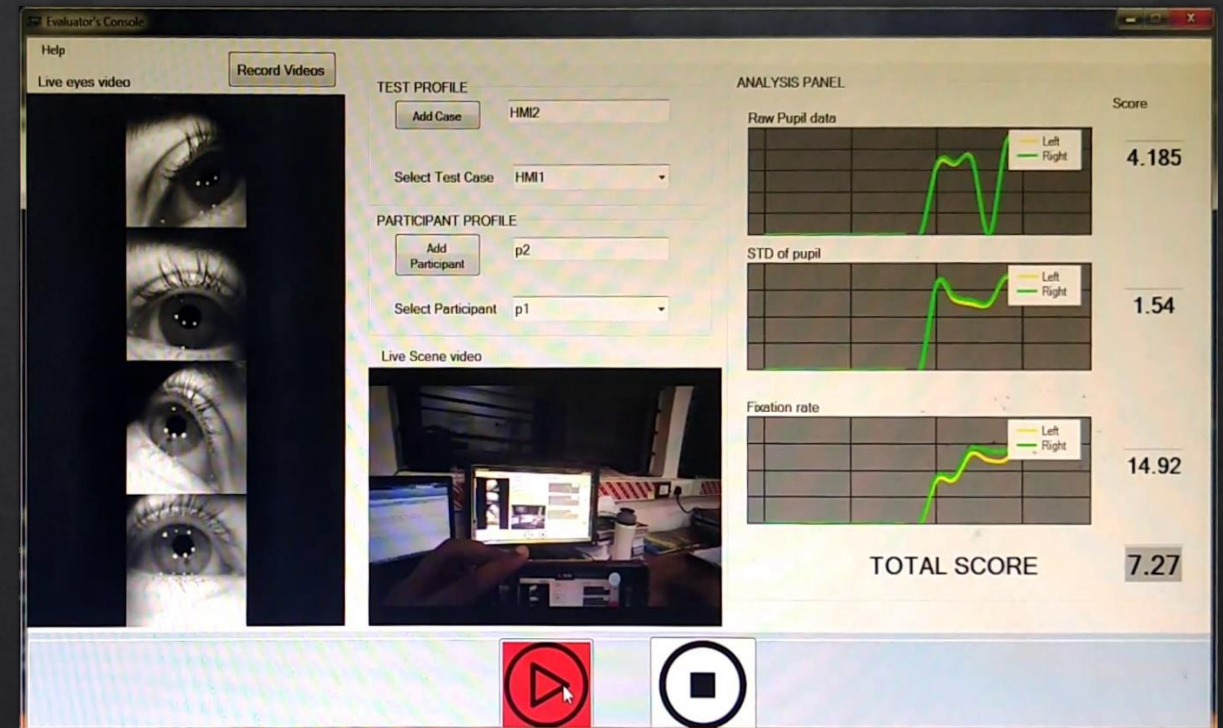 Evaluator's Console
Help
Live eyes video
Record Videos
TEST PROFILE
Add Case
HMI2
Select Test Case
HMI1
PARTICIPANT PROFILE
Add
Participant
p2
Select Participant
p1
Live Scene video
ANALYSIS PANEL
Score
Raw Pupil data
Left
Right
4.185
STD of pupil
Left
Right
1.54
Fixation rate
Left
Right
14.92
TOTAL SCORE
7.27